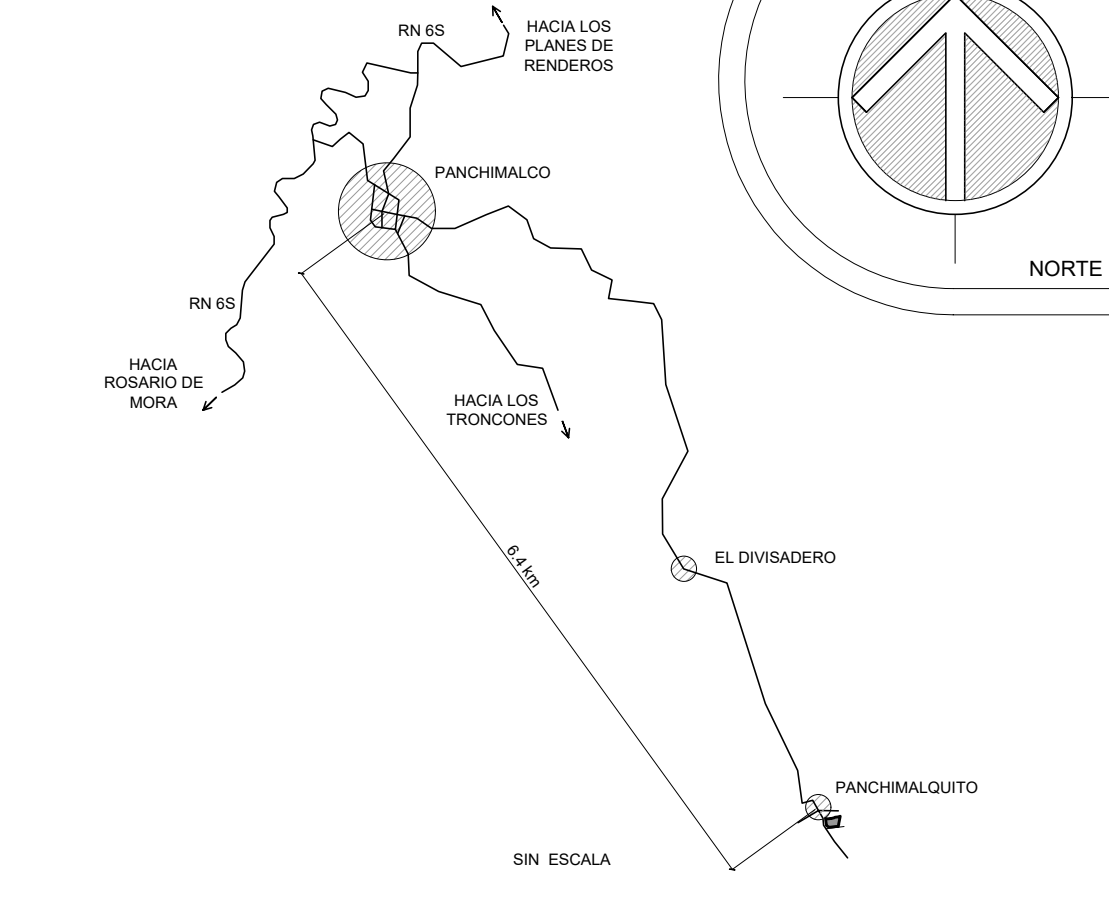 RN 6S
HACIA LOS
PLANES DE
RENDEROS
PANCHIMALCO
NORTE
RN 6S
HACIA
ROSARIO DE
MORA
HACIA LOS
TRONCONES
6.4 km
EL DIVISADERO
PANCHIMALQUITO
SIN ESCALA